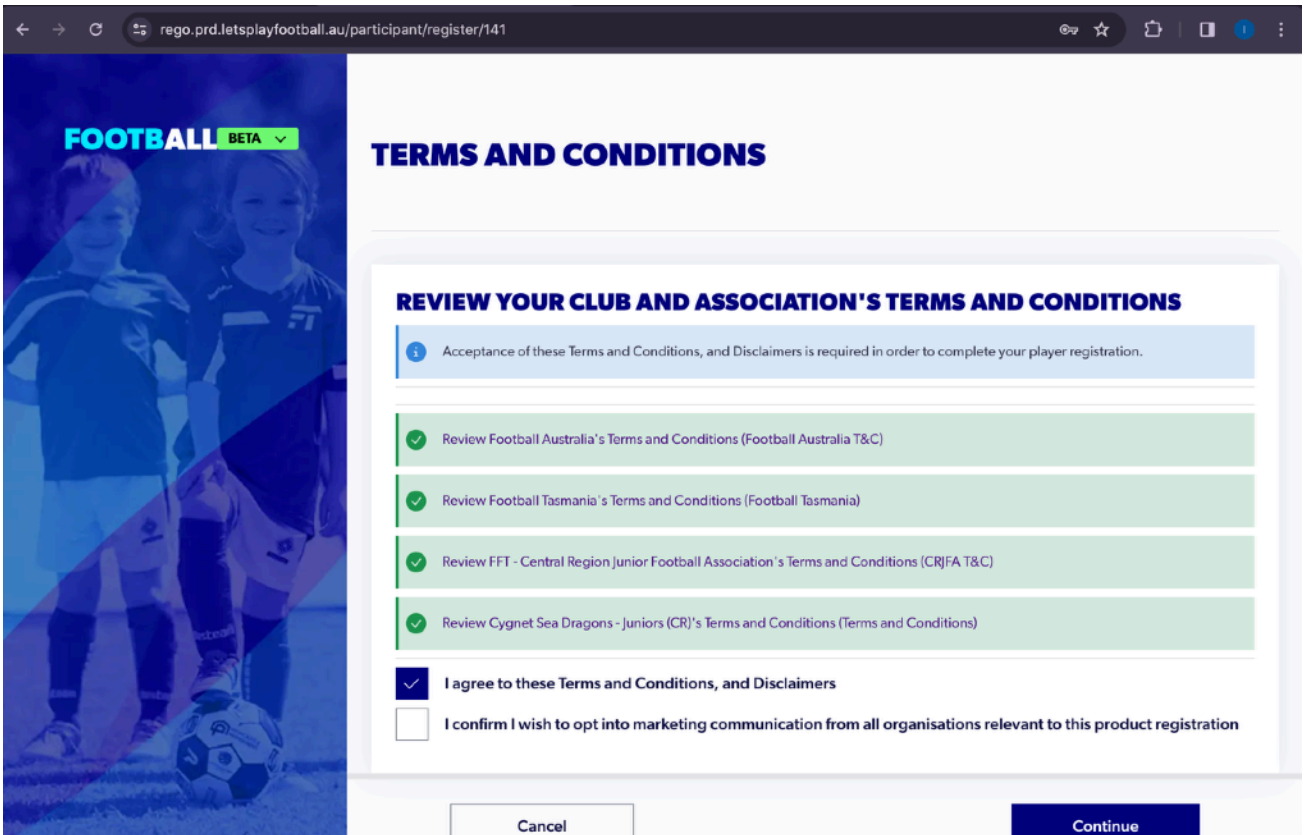 rego.prd.letsplayfootball.au/participant/register/141
FOOTBALL BETA
TERMS AND CONDITIONS
REVIEW YOUR CLUB AND ASSOCIATION'S TERMS AND CONDITIONS
Acceptance of these Terms and Conditions, and Disclaimers is required in order to complete your player registration.
Review Football Australia's Terms and Conditions (Football Australia T&C)
Review Football Tasmania's Terms and Conditions (Football Tasmania)
Review FFT - Central Region Junior Football Association's Terms and Conditions (CRJFA T&C)
Review Cygnet Sea Dragons - Juniors (CR)'s Terms and Conditions (Terms and Conditions)
I agree to these Terms and Conditions, and Disclaimers
I confirm I wish to opt into marketing communication from all organisations relevant to this product registration
Cancel
Continue